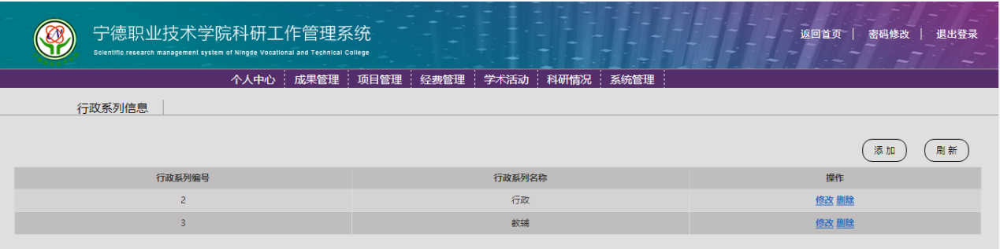 宁德职业技术学院科研工作管理系统
Scientific research management system of Ningde Vocational and Technical College
返回首页 | 密码修改 | 退出登录
个人中心 成果管理 项目管理 经费管理 学术活动 科研情况 系统管理
行政系列信息
添 加 刷 新
行政系列编号 行政系列名称 操作
2 行政 修改 删除
3 教辅 修改 删除